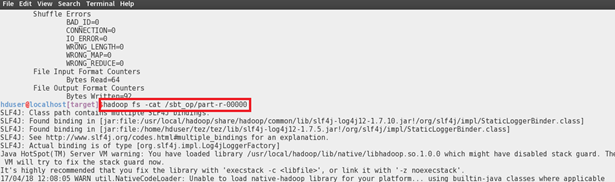 File Edit View Search Terminal Help
Shuffle Errors
BAD_ID=0
CONNECTION=0
IO_ERROR=0
WRONG_LENGTH=0
WRONG_MAP=0
WRONG_REDUCE=0
File Input Format Counters
Bytes Read=64
File Output Format Counters
Bytes Written=92
hduser@localhost[target]$hadoop fs -cat /sbt_op/part-r-00000
SLF4J: Class path contains multiple SLF4J bindings.
SLF4J: Found binding in [jar:file:/usr/local/hadoop/share/hadoop/common/lib/slf4j-log4j12-1.7.10.jar!/org/slf4j/impl/StaticLoggerBinder.class]
SLF4J: Found binding in [jar:file:/home/hduser/tez/tez/lib/slf4j-log4j12-1.7.5.jar!/org/slf4j/impl/StaticLoggerBinder.class]
SLF4J: See http://www.slf4j.org/codes.html#multiple_bindings for an explanation.
SLF4J: Actual binding is of type [org.slf4j.impl.Log4jLoggerFactory]
Java HotSpot(TM) Server VM warning: You have loaded library /usr/local/hadoop/lib/native/libhadoop.so.1.0.0 which might have disabled stack guard. The
VM will try to fix the stack guard now.
It's highly recommended that you fix the library with 'execstack -c <libfile>', or link it with '-z noexecstack'.
17/04/18 12:08:05 WARN util.NativeCodeLoader: Unable to load native-hadoop library for your platform... using builtin-java classes where applicable